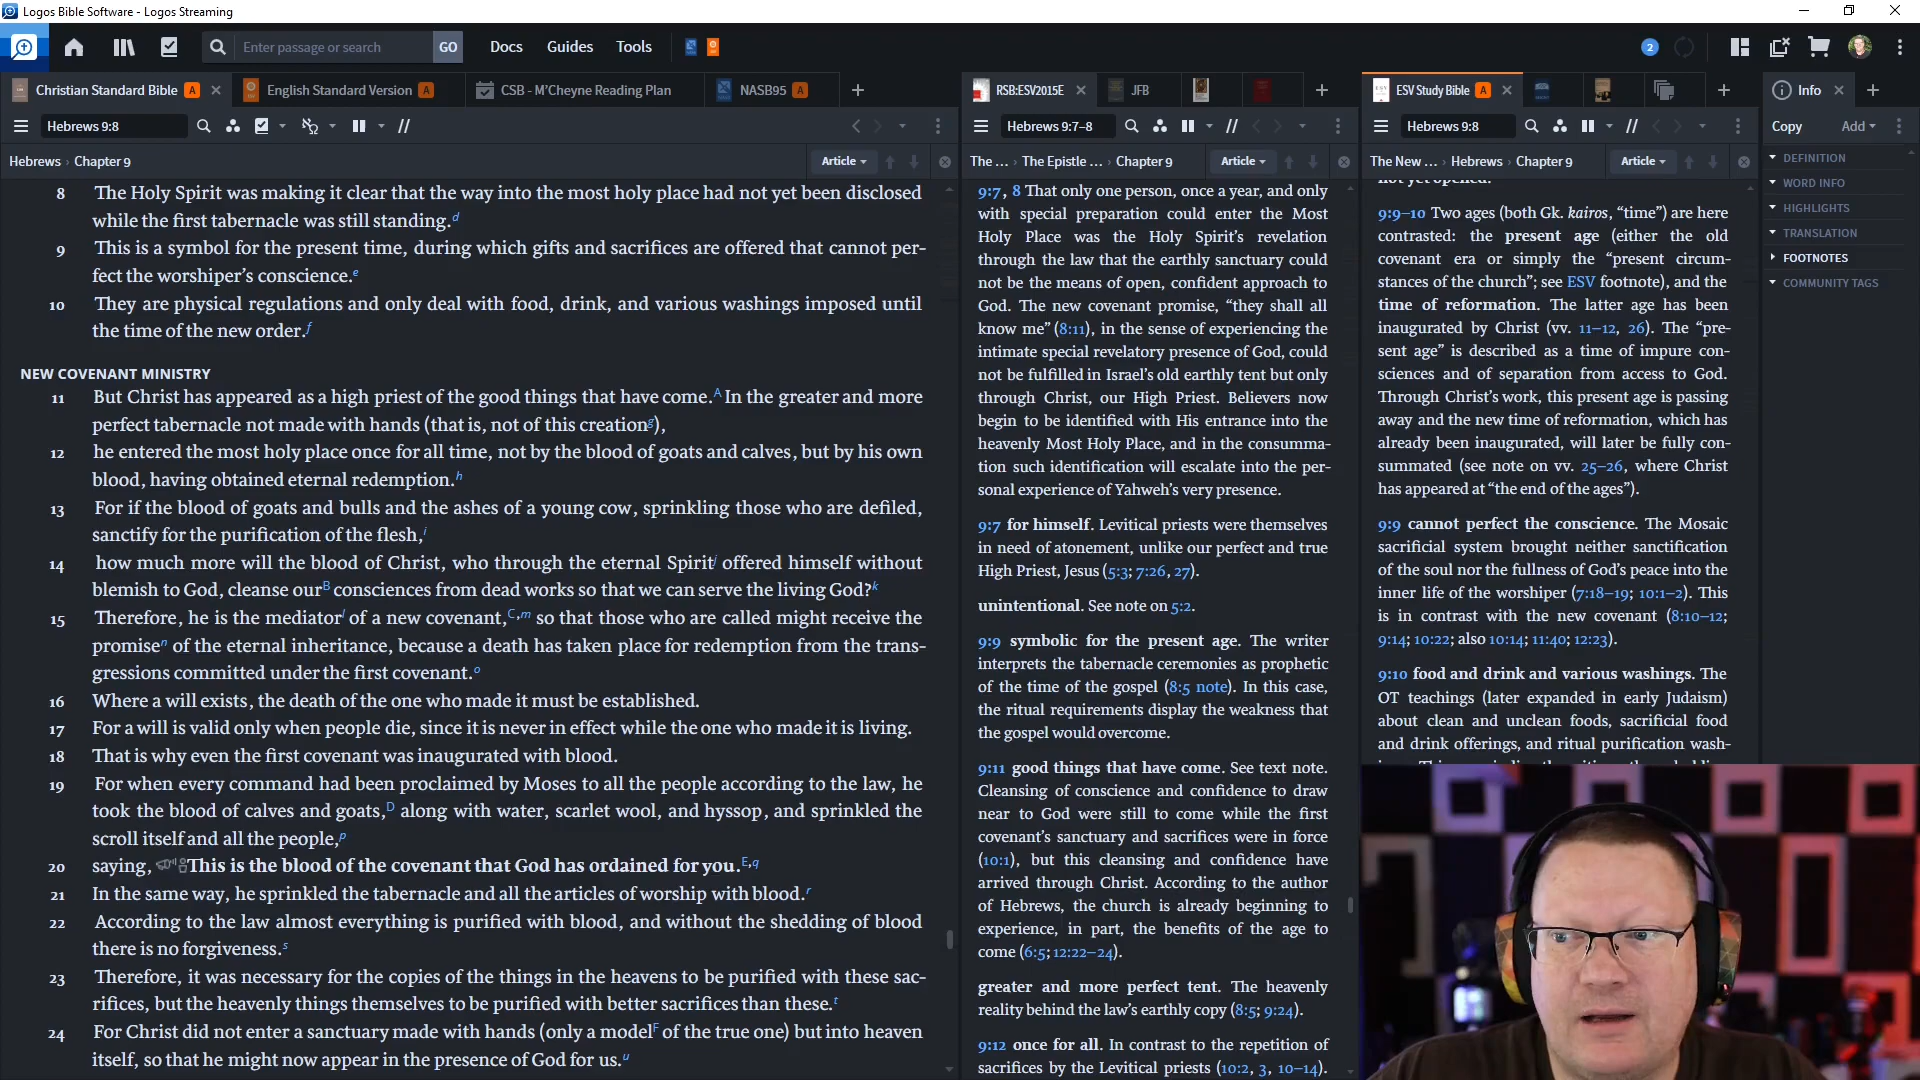 Logos Bible Software - Logos Streaming
Enter passage or search
GO
Docs
Guides
Tools
2
Christian Standard Bible A
English Standard Version A
CSB - M'Cheyne Reading Plan
NASB95 A
RSB:ESV2015E
JFB
ESV Study Bible A
Info
Hebrews 9:8
Hebrews 9:7–8
Hebrews 9:8
Copy
Add
Hebrews › Chapter 9
Article
The ... › The Epistle ... › Chapter 9
Article
The New ... › Hebrews › Chapter 9
Article
8 The Holy Spirit was making it clear that the way into the most holy place had not yet been disclosed
while the first tabernacle was still standing.d
9 This is a symbol for the present time, during which gifts and sacrifices are offered that cannot per-
fect the worshiper's conscience.e
10 They are physical regulations and only deal with food, drink, and various washings imposed until
the time of the new order.f
NEW COVENANT MINISTRY
11 But Christ has appeared as a high priest of the good things that have come.A In the greater and more
perfect tabernacle not made with hands (that is, not of this creationg),
12 he entered the most holy place once for all time, not by the blood of goats and calves, but by his own
blood, having obtained eternal redemption.h
13 For if the blood of goats and bulls and the ashes of a young cow, sprinkling those who are defiled,
sanctify for the purification of the flesh,i
14 how much more will the blood of Christ, who through the eternal Spiritj offered himself without
blemish to God, cleanse ourB consciences from dead works so that we can serve the living God?k
15 Therefore, he is the mediatorl of a new covenant,C,m so that those who are called might receive the
promisen of the eternal inheritance, because a death has taken place for redemption from the trans-
gressions committed under the first covenant.o
16 Where a will exists, the death of the one who made it must be established.
17 For a will is valid only when people die, since it is never in effect while the one who made it is living.
18 That is why even the first covenant was inaugurated with blood.
19 For when every command had been proclaimed by Moses to all the people according to the law, he
took the blood of calves and goats,D along with water, scarlet wool, and hyssop, and sprinkled the
scroll itself and all the people,p
20 saying, This is the blood of the covenant that God has ordained for you.E,q
21 In the same way, he sprinkled the tabernacle and all the articles of worship with blood.r
22 According to the law almost everything is purified with blood, and without the shedding of blood
there is no forgiveness.s
23 Therefore, it was necessary for the copies of the things in the heavens to be purified with these sac-
rifices, but the heavenly things themselves to be purified with better sacrifices than these.t
24 For Christ did not enter a sanctuary made with hands (only a modelF of the true one) but into heaven
itself, so that he might now appear in the presence of God for us.u
9:7, 8 That only one person, once a year, and only
with special preparation could enter the Most
Holy Place was the Holy Spirit's revelation
through the law that the earthly sanctuary could
not be the means of open, confident approach to
God. The new covenant promise, “they shall all
know me” (8:11), in the sense of experiencing the
intimate special revelatory presence of God, could
not be fulfilled in Israel's old earthly tent but only
through Christ, our High Priest. Believers now
begin to be identified with His entrance into the
heavenly Most Holy Place, and in the consumma-
tion such identification will escalate into the per-
sonal experience of Yahweh's very presence.
9:7 for himself. Levitical priests were themselves
in need of atonement, unlike our perfect and true
High Priest, Jesus (5:3; 7:26, 27).
unintentional. See note on 5:2.
9:9 symbolic for the present age. The writer
interprets the tabernacle ceremonies as prophetic
of the time of the gospel (8:5 note). In this case,
the ritual requirements display the weakness that
the gospel would overcome.
9:11 good things that have come. See text note.
Cleansing of conscience and confidence to draw
near to God were still to come while the first
covenant's sanctuary and sacrifices were in force
(10:1), but this cleansing and confidence have
arrived through Christ. According to the author
of Hebrews, the church is already beginning to
experience, in part, the benefits of the age to
come (6:5; 12:22–24).
greater and more perfect tent. The heavenly
reality behind the law's earthly copy (8:5; 9:24).
9:12 once for all. In contrast to the repetition of
sacrifices by the Levitical priests (10:2, 3, 10–14).
not yet opened.
9:9–10 Two ages (both Gk. kairos, “time”) are here
contrasted: the present age (either the old
covenant era or simply the “present circum-
stances of the church”; see ESV footnote), and the
time of reformation. The latter age has been
inaugurated by Christ (vv. 11–12, 26). The “pre-
sent age” is described as a time of impure con-
sciences and of separation from access to God.
Through Christ's work, this present age is passing
away and the new time of reformation, which has
already been inaugurated, will later be fully con-
summated (see note on vv. 25–26, where Christ
has appeared at “the end of the ages”).
9:9 cannot perfect the conscience. The Mosaic
sacrificial system brought neither sanctification
of the soul nor the fullness of God's peace into the
inner life of the worshiper (7:18–19; 10:1–2). This
is in contrast with the new covenant (8:10–12;
9:14; 10:22; also 10:14; 11:40; 12:23).
9:10 food and drink and various washings. The
OT teachings (later expanded in early Judaism)
about clean and unclean foods, sacrificial food
and drink offerings, and ritual purification wash-
DEFINITION
WORD INFO
HIGHLIGHTS
TRANSLATION
FOOTNOTES
COMMUNITY TAGS